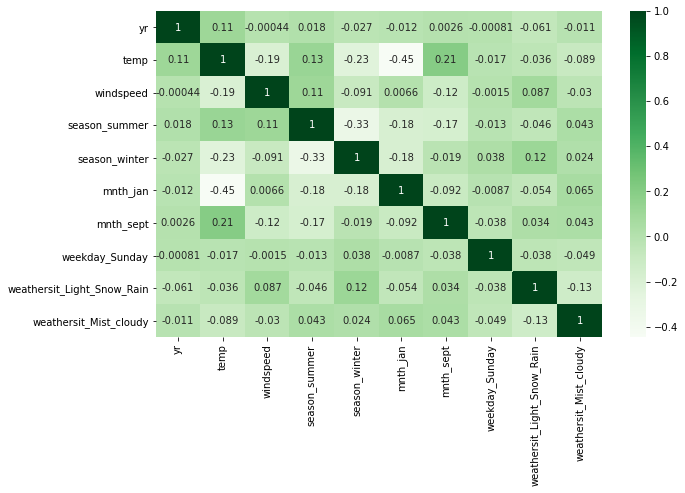 yr 1 0.11 -0.00044 0.018 -0.027 -0.012 0.0026 -0.00081 -0.061 -0.011
temp 0.11 1 -0.19 0.13 -0.23 -0.45 0.21 -0.017 -0.036 -0.089
windspeed -0.00044 -0.19 1 0.11 -0.091 0.0066 -0.12 -0.0015 0.087 -0.03
season_summer 0.018 0.13 0.11 1 -0.33 -0.18 -0.17 -0.013 -0.046 0.043
season_winter -0.027 -0.23 -0.091 -0.33 1 -0.18 -0.019 0.038 0.12 0.024
mnth_jan -0.012 -0.45 0.0066 -0.18 -0.18 1 -0.092 -0.0087 -0.054 0.065
mnth_sept 0.0026 0.21 -0.12 -0.17 -0.019 -0.092 1 -0.038 0.034 0.043
weekday_Sunday -0.00081 -0.017 -0.0015 -0.013 0.038 -0.0087 -0.038 1 -0.038 -0.049
weathersit_Light_Snow_Rain -0.061 -0.036 0.087 -0.046 0.12 -0.054 0.034 -0.038 1 -0.13
weathersit_Mist_cloudy -0.011 -0.089 -0.03 0.043 0.024 0.065 0.043 -0.049 -0.13 1
yr
temp
windspeed
season_summer
season_winter
mnth_jan
mnth_sept
weekday_Sunday
weathersit_Light_Snow_Rain
weathersit_Mist_cloudy
1.0
0.8
0.6
0.4
0.2
0.0
-0.2
-0.4